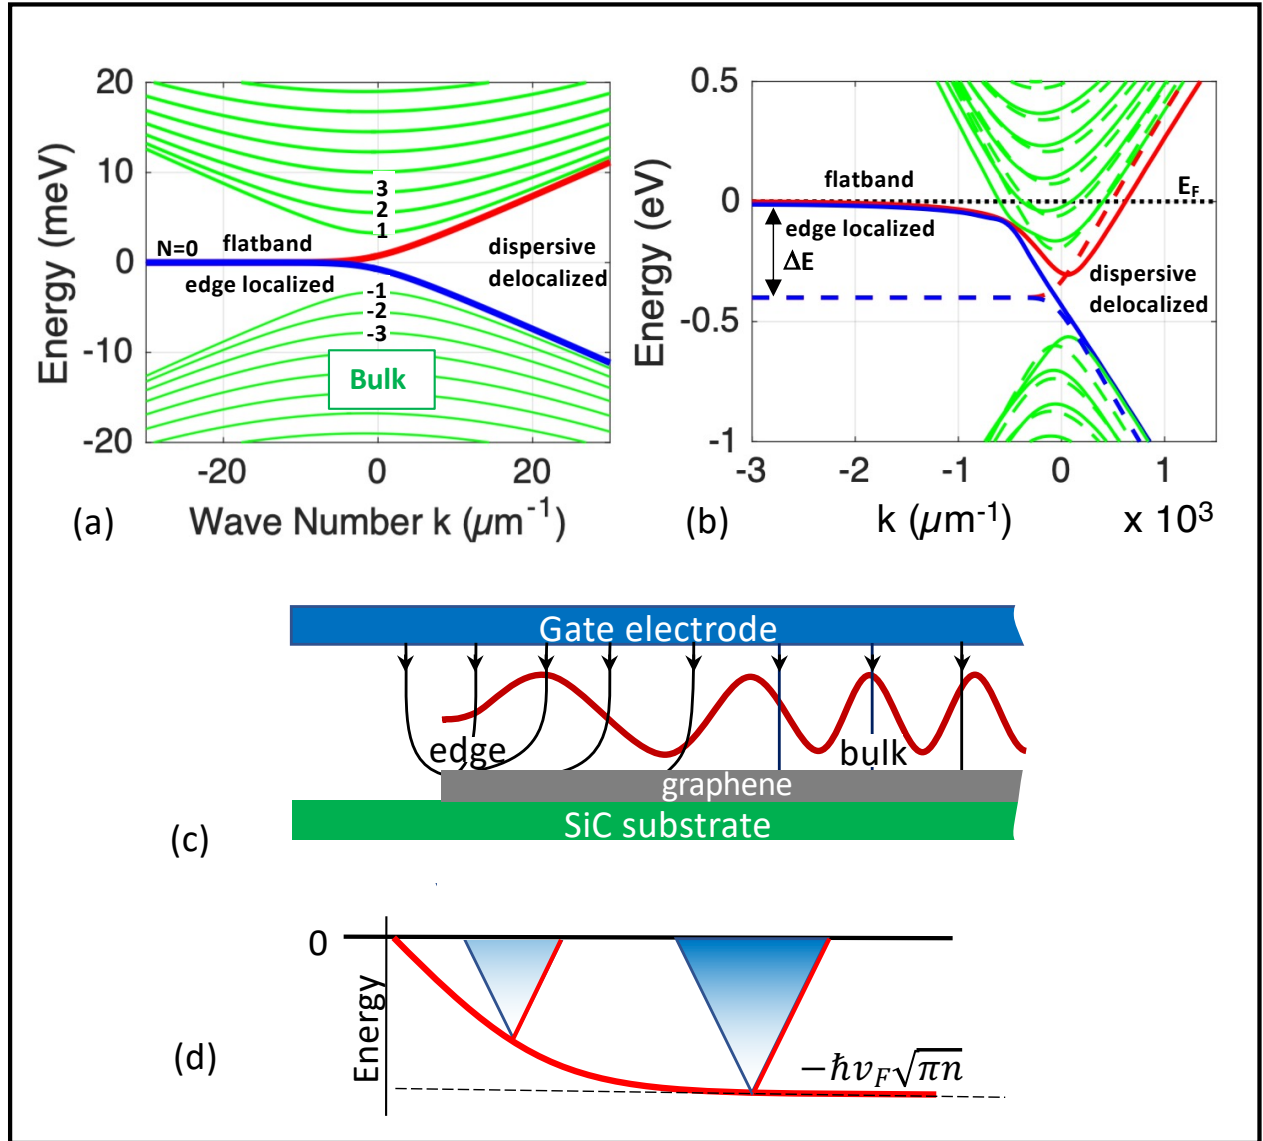 20
10
0
-10
-20
Energy (meV)
3
2
1
N=0
flatband
edge localized
dispersive
delocalized
-1
-2
-3
Bulk
-20
0
20
(a)
Wave Number k (µm⁻¹)
0.5
0
-0.5
-1
Energy (eV)
flatband
E_F
edge localized
ΔE
dispersive
delocalized
-3
-2
-1
0
1
(b)
k (µm⁻¹)
x 10³
Gate electrode
edge
bulk
graphene
SiC substrate
(c)
0
Energy
(d)
−ℏv_F√πn